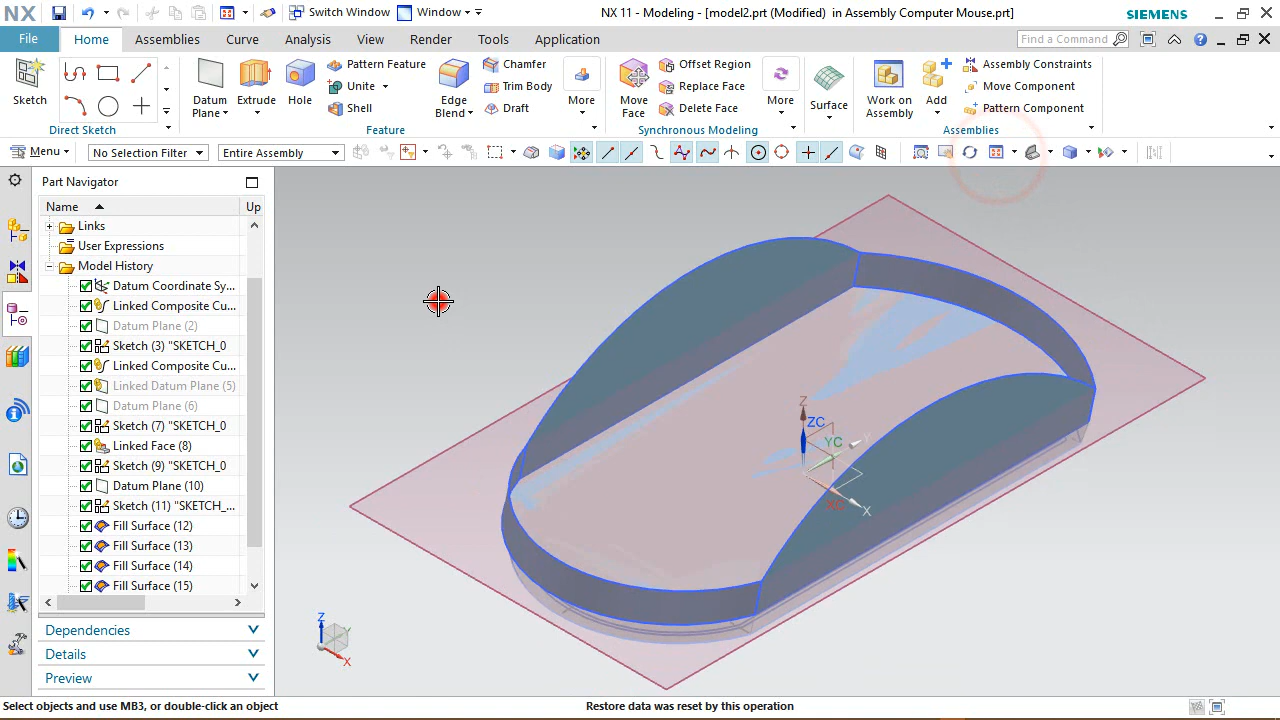 NX
Switch Window
Window
NX 11 - Modeling - [model2.prt (Modified) in Assembly Computer Mouse.prt]
SIEMENS
File
Home
Assemblies
Curve
Analysis
View
Render
Tools
Application
Find a Command
Sketch
Direct Sketch
Datum Plane
Extrude
Hole
Pattern Feature
Unite
Shell
Edge Blend
Chamfer
Trim Body
Draft
More
Feature
Move Face
Offset Region
Replace Face
Delete Face
More
Synchronous Modeling
Surface
Work on Assembly
Add
Assembly Constraints
Move Component
Pattern Component
Assemblies
Menu
No Selection Filter
Entire Assembly
Part Navigator
Name
Up
Links
User Expressions
Model History
Datum Coordinate Sy...
Linked Composite Cu...
Datum Plane (2)
Sketch (3) "SKETCH_0
Linked Composite Cu...
Linked Datum Plane (5)
Datum Plane (6)
Sketch (7) "SKETCH_0
Linked Face (8)
Sketch (9) "SKETCH_0
Datum Plane (10)
Sketch (11) "SKETCH_...
Fill Surface (12)
Fill Surface (13)
Fill Surface (14)
Fill Surface (15)
Dependencies
Details
Preview
Z
ZC
YC
Y
XC
X
Z
Y
X
Select objects and use MB3, or double-click an object
Restore data was reset by this operation